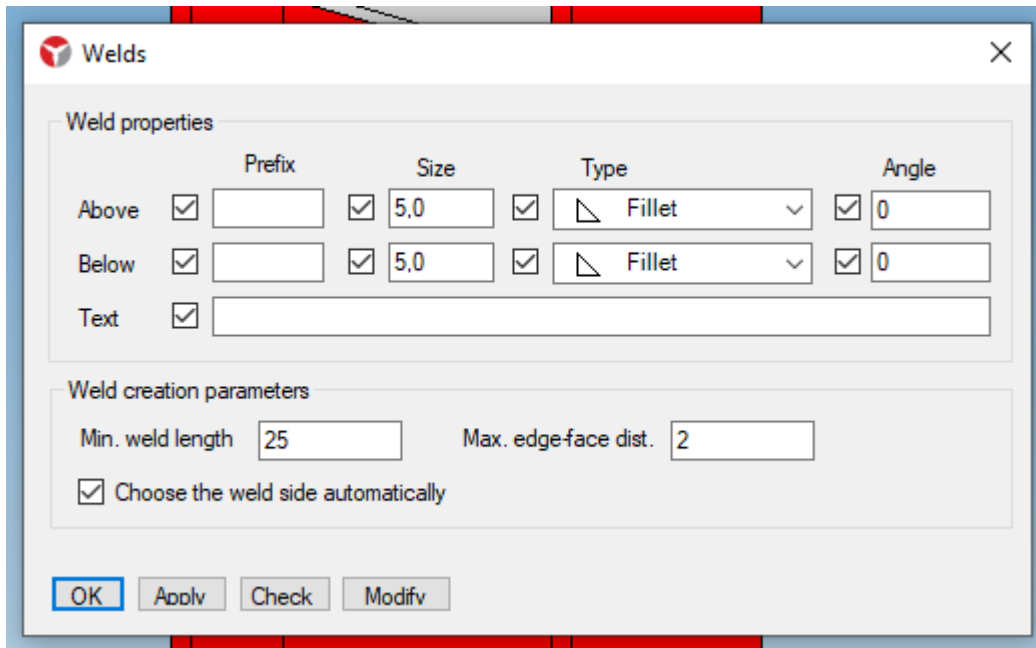 Welds
Weld properties
Prefix Size Type Angle
Above 5,0 Fillet 0
Below 5,0 Fillet 0
Text
Weld creation parameters
Min. weld length 25 Max. edge-face dist. 2
Choose the weld side automatically
OK Apply Check Modify